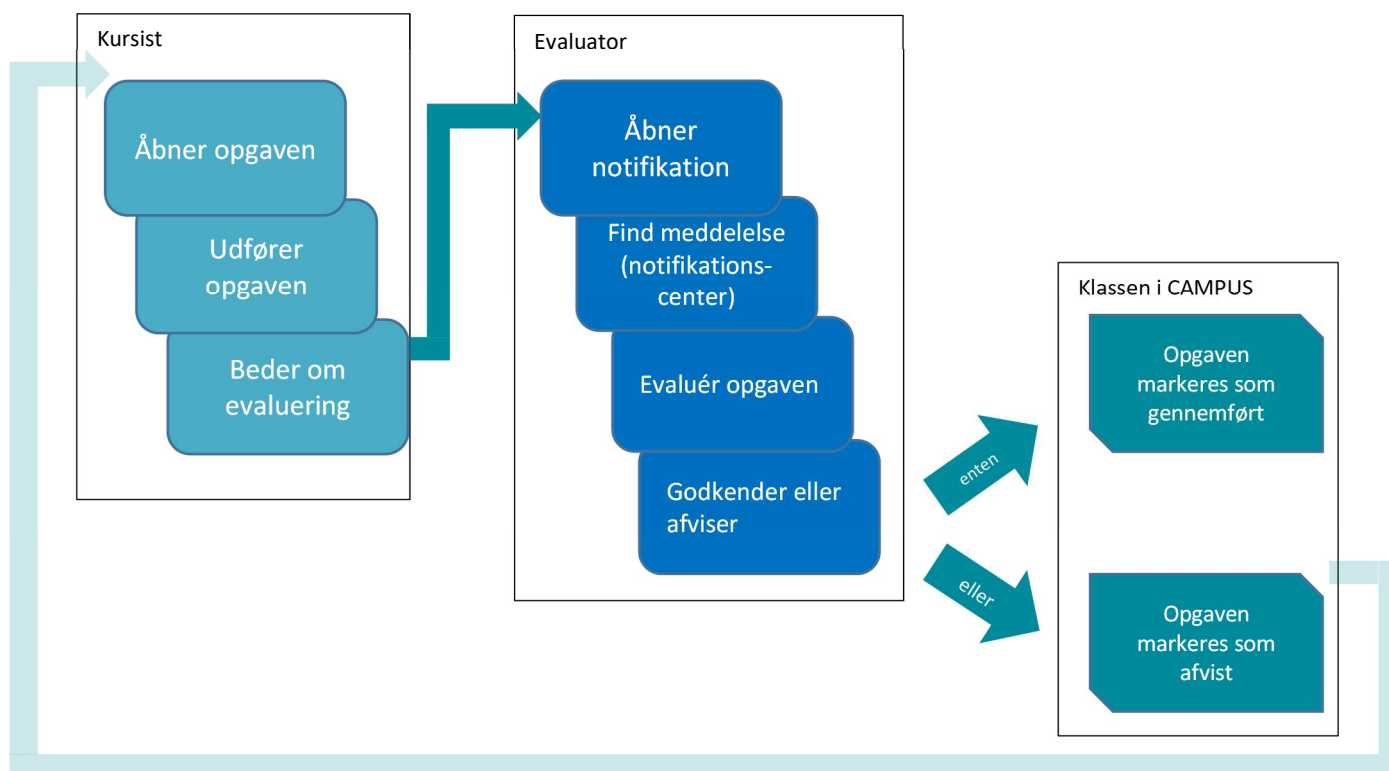 Kursist
Åbner opgaven
Udfører
opgaven
Beder om
evaluering
Evaluator
Åbner
notifikation
Find meddelelse
(notifikations-
center)
Evaluér opgaven
Godkender eller
afviser
enten
eller
Klassen i CAMPUS
Opgaven
markeres som
gennemført
Opgaven
markeres som
afvist